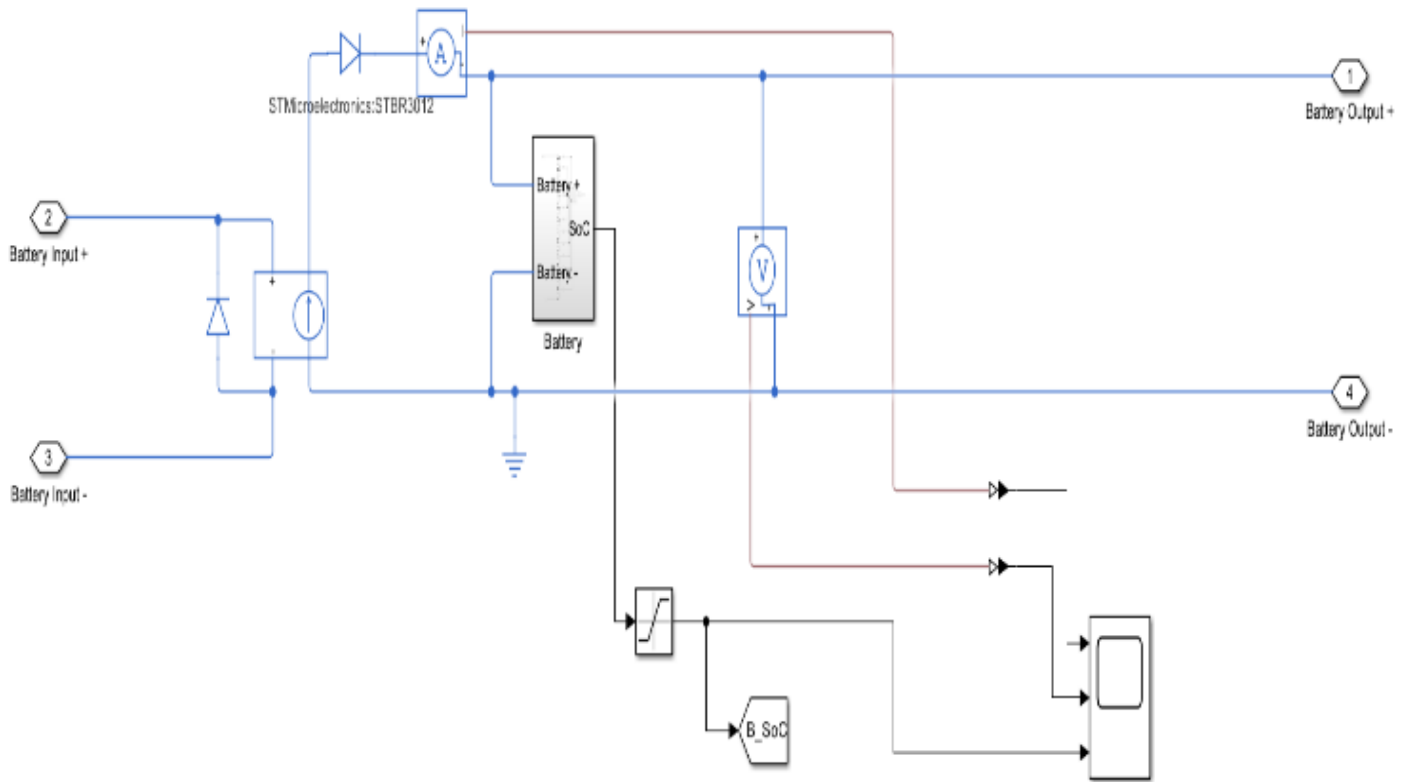 A
1
Battery Output +
STMicroelectronics:STBR3012
Battery +
SoC
Battery -
Battery
2
Battery Input +
V
4
Battery Output -
3
Battery Input -
B_SoC